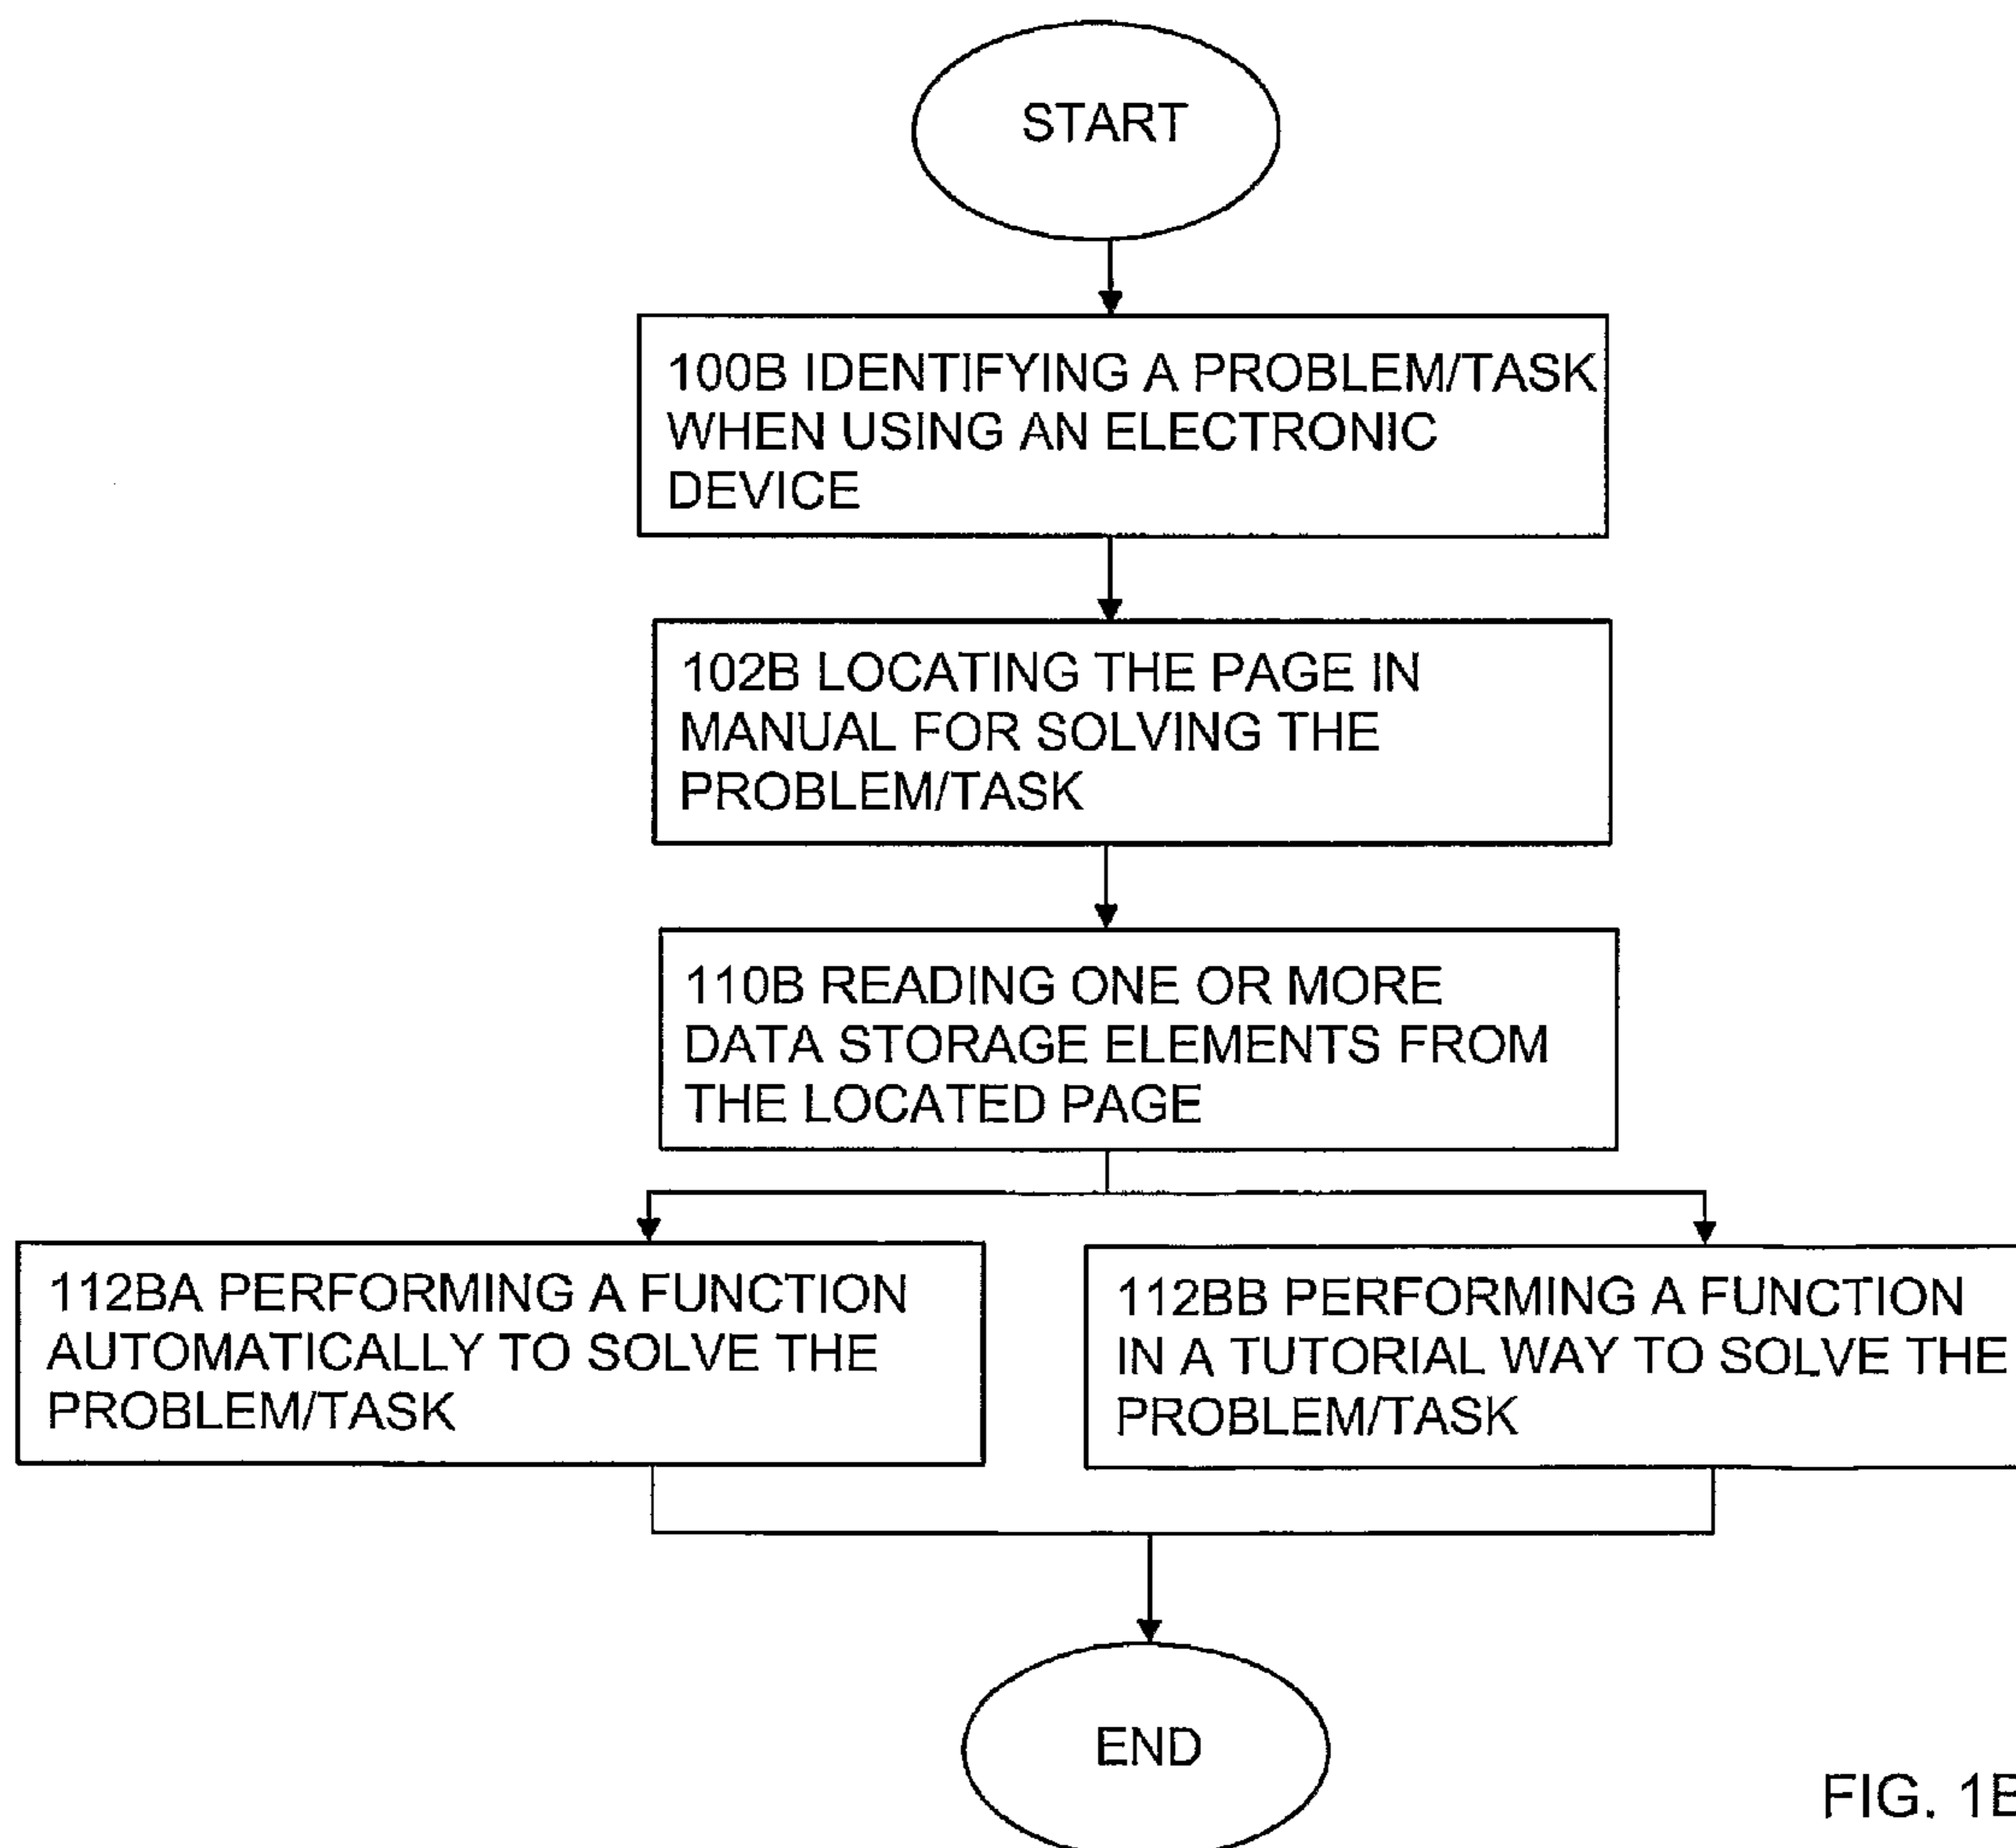 START
100B IDENTIFYING A PROBLEM/TASK
WHEN USING AN ELECTRONIC
DEVICE
102B LOCATING THE PAGE IN
MANUAL FOR SOLVING THE
PROBLEM/TASK
110B READING ONE OR MORE
DATA STORAGE ELEMENTS FROM
THE LOCATED PAGE
112BA PERFORMING A FUNCTION
AUTOMATICALLY TO SOLVE THE
PROBLEM/TASK
112BB PERFORMING A FUNCTION
IN A TUTORIAL WAY TO SOLVE THE
PROBLEM/TASK
END
FIG. 1B